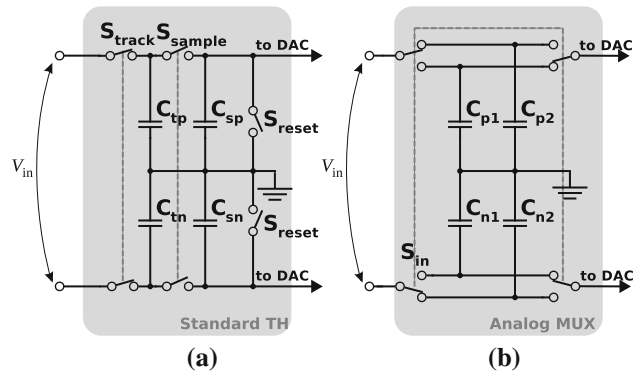 S_track S_sample to DAC
C_tp C_sp S_reset
V_in
C_tn C_sn S_reset
to DAC
Standard TH
(a)
to DAC
C_p1 C_p2
V_in
C_n1 C_n2
S_in
to DAC
Analog MUX
(b)